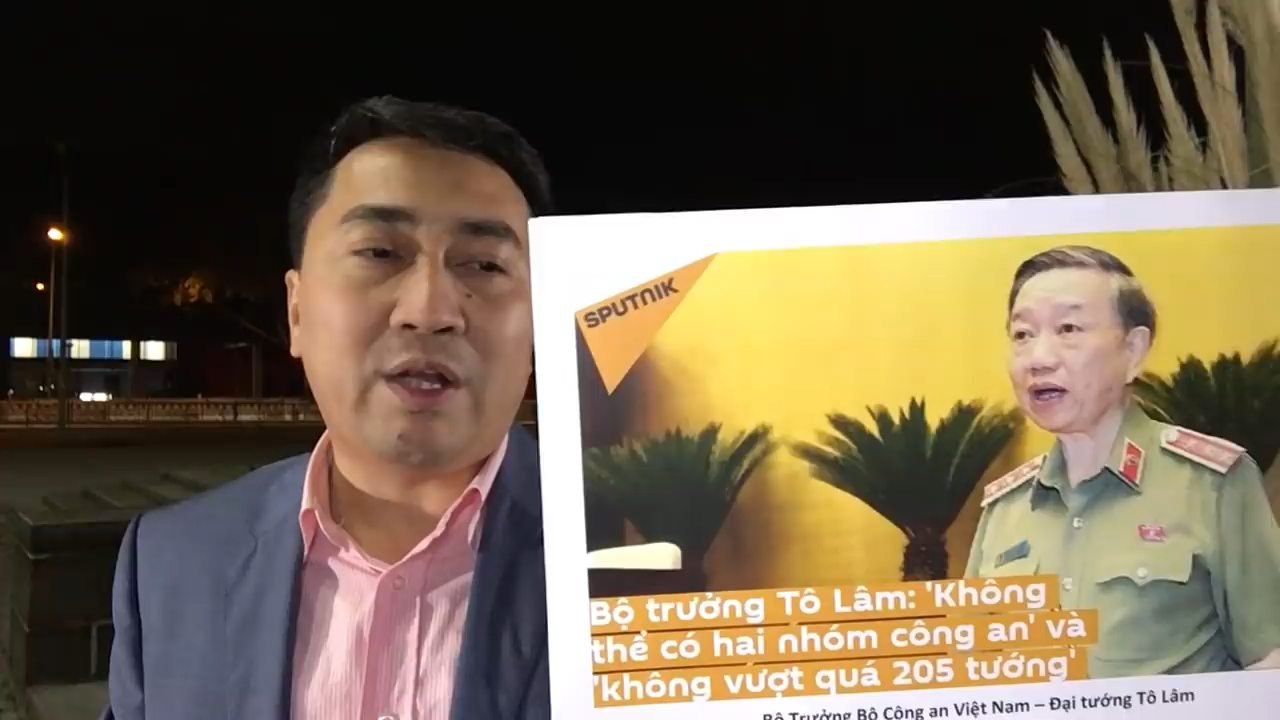 SPUTNIK
Bộ trưởng Tô Lâm: 'Không
thể có hai nhóm công an' và
'không vượt quá 205 tướng'
Bộ Trưởng Bộ Công an Việt Nam – Đại tướng Tô Lâm